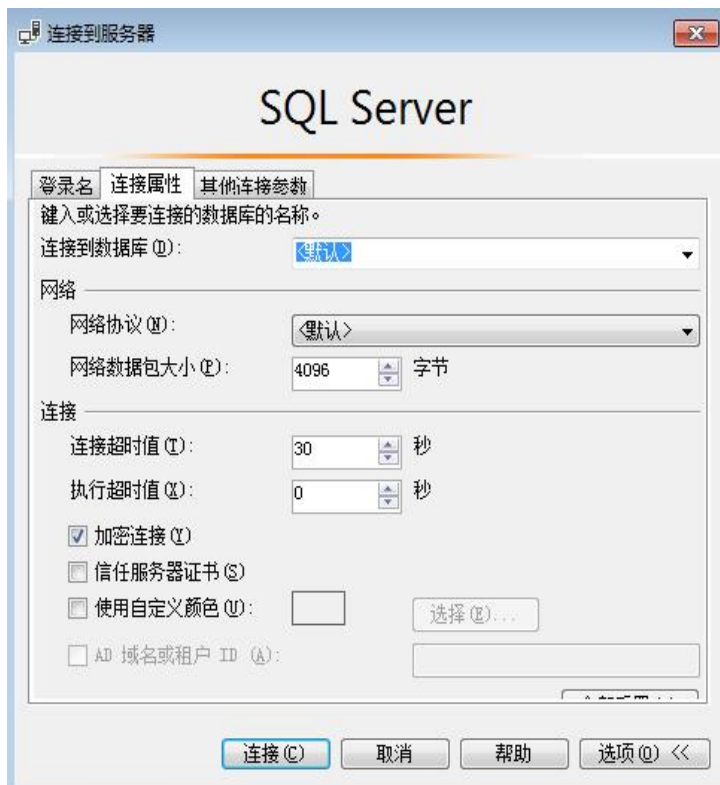 连接到服务器
SQL Server
登录名 连接属性 其他连接参数
键入或选择要连接的数据库的名称。
连接到数据库(D): <默认>
网络
网络协议(N): <默认>
网络数据包大小(P): 4096 字节
连接
连接超时值(T): 30 秒
执行超时值(X): 0 秒
加密连接(Y)
信任服务器证书(S)
使用自定义颜色(U): 选择(E)...
AD 域名或租户 ID (A):
连接(C) 取消 帮助 选项(O) <<